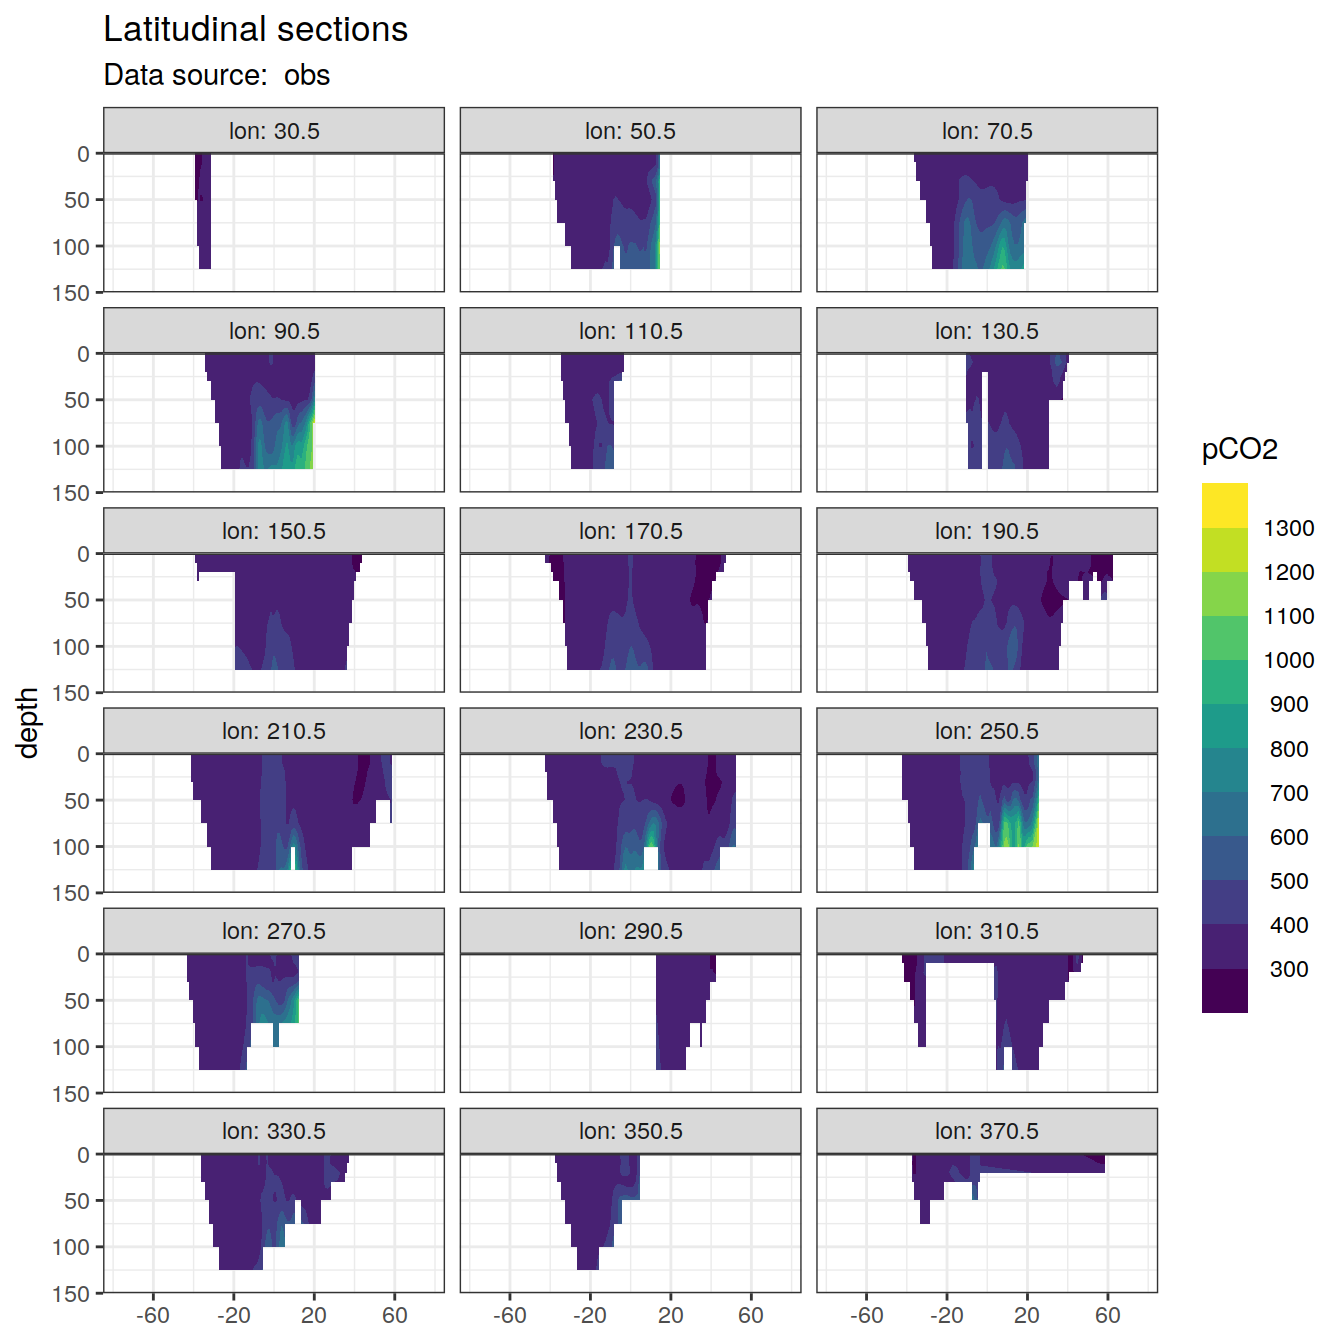 Latitudinal sections
Data source:  obs
lon: 30.5
lon: 50.5
lon: 70.5
0
50
100
150
lon: 90.5
lon: 110.5
lon: 130.5
0
50
100
150
lon: 150.5
lon: 170.5
lon: 190.5
0
50
100
150
lon: 210.5
lon: 230.5
lon: 250.5
0
50
100
150
lon: 270.5
lon: 290.5
lon: 310.5
0
50
100
150
lon: 330.5
lon: 350.5
lon: 370.5
0
50
100
150
-60 -20 20 60
-60 -20 20 60
-60 -20 20 60
depth
pCO2
1300
1200
1100
1000
900
800
700
600
500
400
300